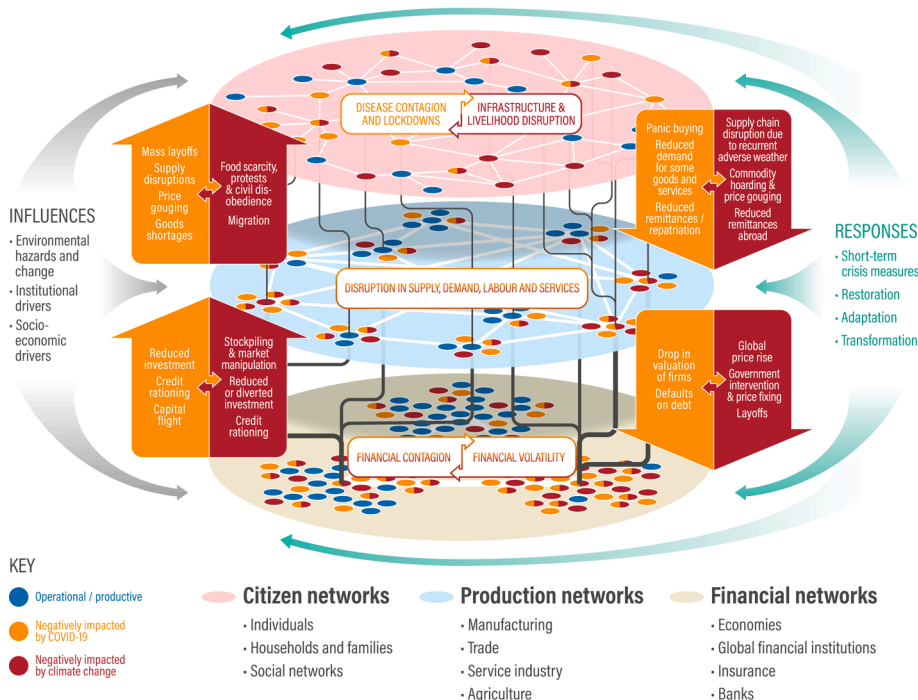 DISEASE CONTAGION
AND LOCKDOWNS
INFRASTRUCTURE &
LIVELIHOOD DISRUPTION
Mass layoffs
Supply
disruptions
Price
gouging
Goods
shortages
Food scarcity,
protests
& civil dis-
obedience
Migration
Panic buying
Reduced
demand
for some
goods and
services
Reduced
remittances /
repatriation
Supply chain
disruption due
to recurrent
adverse weather
Commodity
hoarding &
price gouging
Reduced
remittances
abroad
INFLUENCES
• Environmental
hazards and
change
• Institutional
drivers
• Socio-
economic
drivers
DISRUPTION IN SUPPLY, DEMAND, LABOUR AND SERVICES
RESPONSES
• Short-term
crisis measures
• Restoration
• Adaptation
• Transformation
Reduced
investment
Credit
rationing
Capital
flight
Stockpiling
& market
manipulation
Reduced
or diverted
investment
Credit
rationing
Drop in
valuation
of firms
Defaults
on debt
Global
price rise
Government
intervention
& price fixing
Layoffs
FINANCIAL CONTAGION
FINANCIAL VOLATILITY
KEY
Operational / productive
Negatively impacted
by COVID-19
Negatively impacted
by climate change
Citizen networks
• Individuals
• Households and families
• Social networks
Production networks
• Manufacturing
• Trade
• Service industry
• Agriculture
Financial networks
• Economies
• Global financial institutions
• Insurance
• Banks